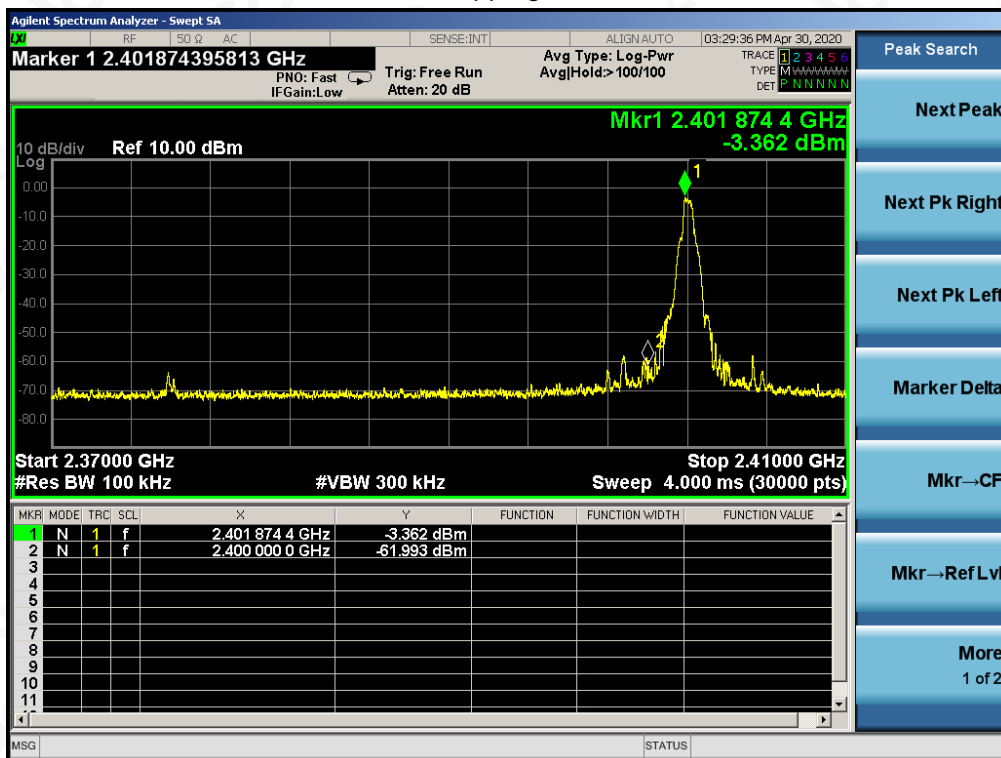 Agilent Spectrum Analyzer - Swept SA
LXI RF 50 Ω AC SENSE:INT ALIGN AUTO 03:29:36 PM Apr 30, 2020
Marker 1 2.401874395813 GHz
PNO: Fast
IFGain:Low
Trig: Free Run
Atten: 20 dB
Avg Type: Log-Pwr
Avg|Hold:>100/100
TRACE 1 2 3 4 5 6
TYPE M
DET P N N N N N
Mkr1 2.401 874 4 GHz
-3.362 dBm
10 dB/div Ref 10.00 dBm
Log
1
0.00
-10.0
-20.0
-30.0
-40.0
-50.0
2
-60.0
-70.0
-80.0
Start 2.37000 GHz Stop 2.41000 GHz
#Res BW 100 kHz #VBW 300 kHz Sweep 4.000 ms (30000 pts)
MKR MODE TRC SCL X Y FUNCTION FUNCTION WIDTH FUNCTION VALUE
1 N 1 f 2.401 874 4 GHz -3.362 dBm
2 N 1 f 2.400 000 0 GHz -61.993 dBm
3
4
5
6
7
8
9
10
11
MSG STATUS
Peak Search
Next Peak
Next Pk Right
Next Pk Left
Marker Delta
Mkr→CF
Mkr→Ref Lvl
More
1 of 2